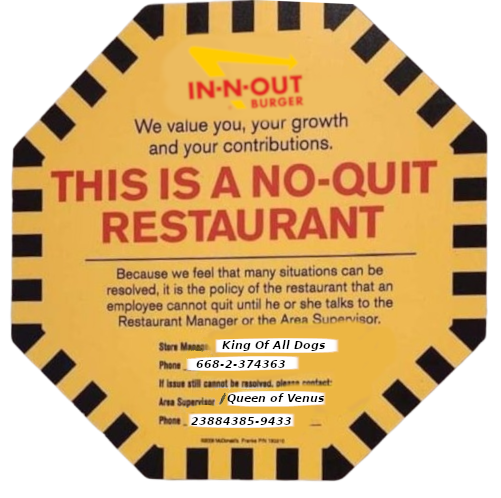 IN-N-OUT
BURGER
We value you, your growth
and your contributions.
THIS IS A NO-QUIT
RESTAURANT
Because we feel that many situations can be
resolved, it is the policy of the restaurant that an
employee cannot quit until he or she talks to the
Restaurant Manager or the Area Supervisor.
Store King Of All Dogs
Phone 668-2-374363
If issue still cannot be resolved, please contact:
Area Supervisor Queen of Venus
Phone 23884385-9433
McDonald's